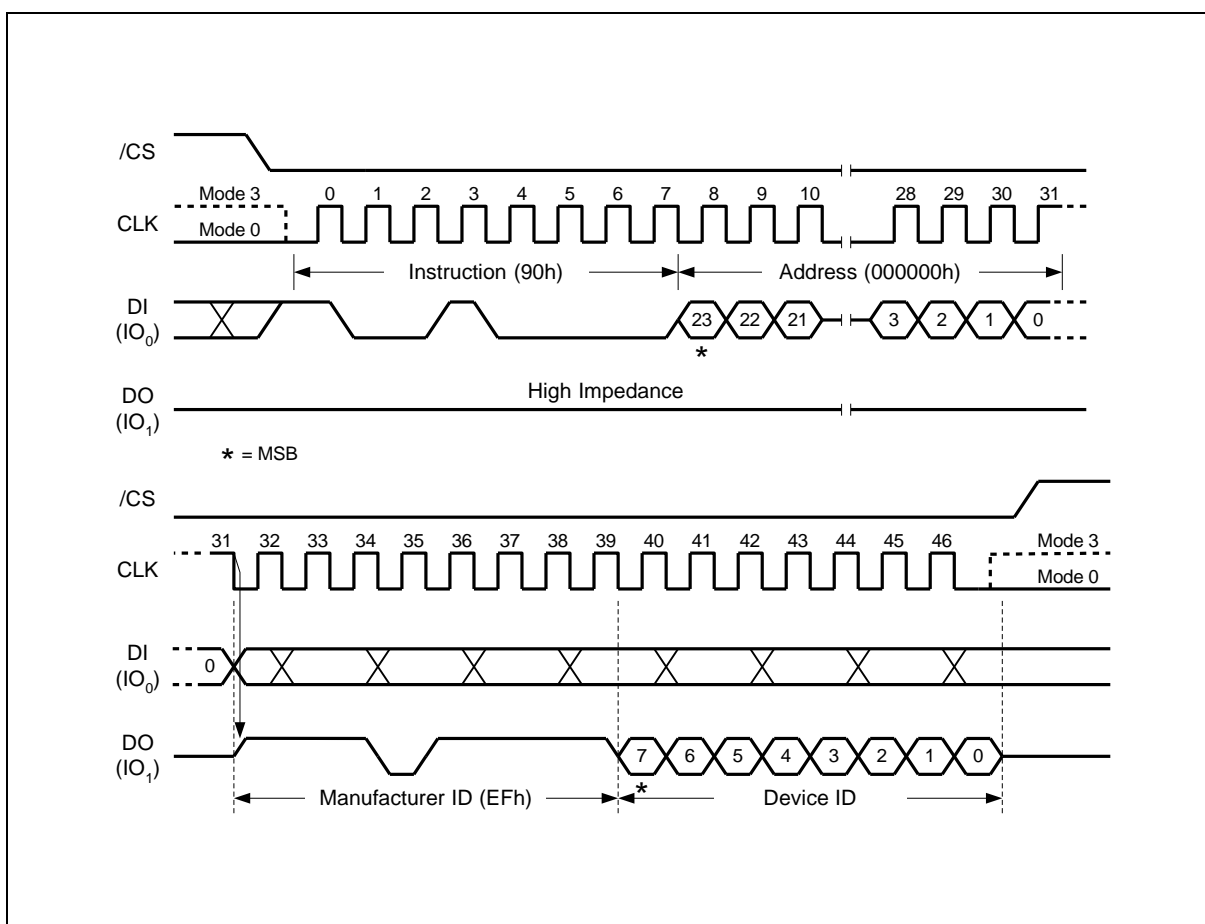 /CS
Mode 3 0 1 2 3 4 5 6 7 8 9 10 28 29 30 31
CLK
Mode 0
Instruction (90h) Address (000000h)
DI
(IO0)
23 22 21 3 2 1 0
*
DO
(IO1)
High Impedance
* = MSB
/CS
31 32 33 34 35 36 37 38 39 40 41 42 43 44 45 46 Mode 3
CLK
Mode 0
DI
(IO0)
0
DO
(IO1)
7 6 5 4 3 2 1 0
*
Manufacturer ID (EFh) Device ID